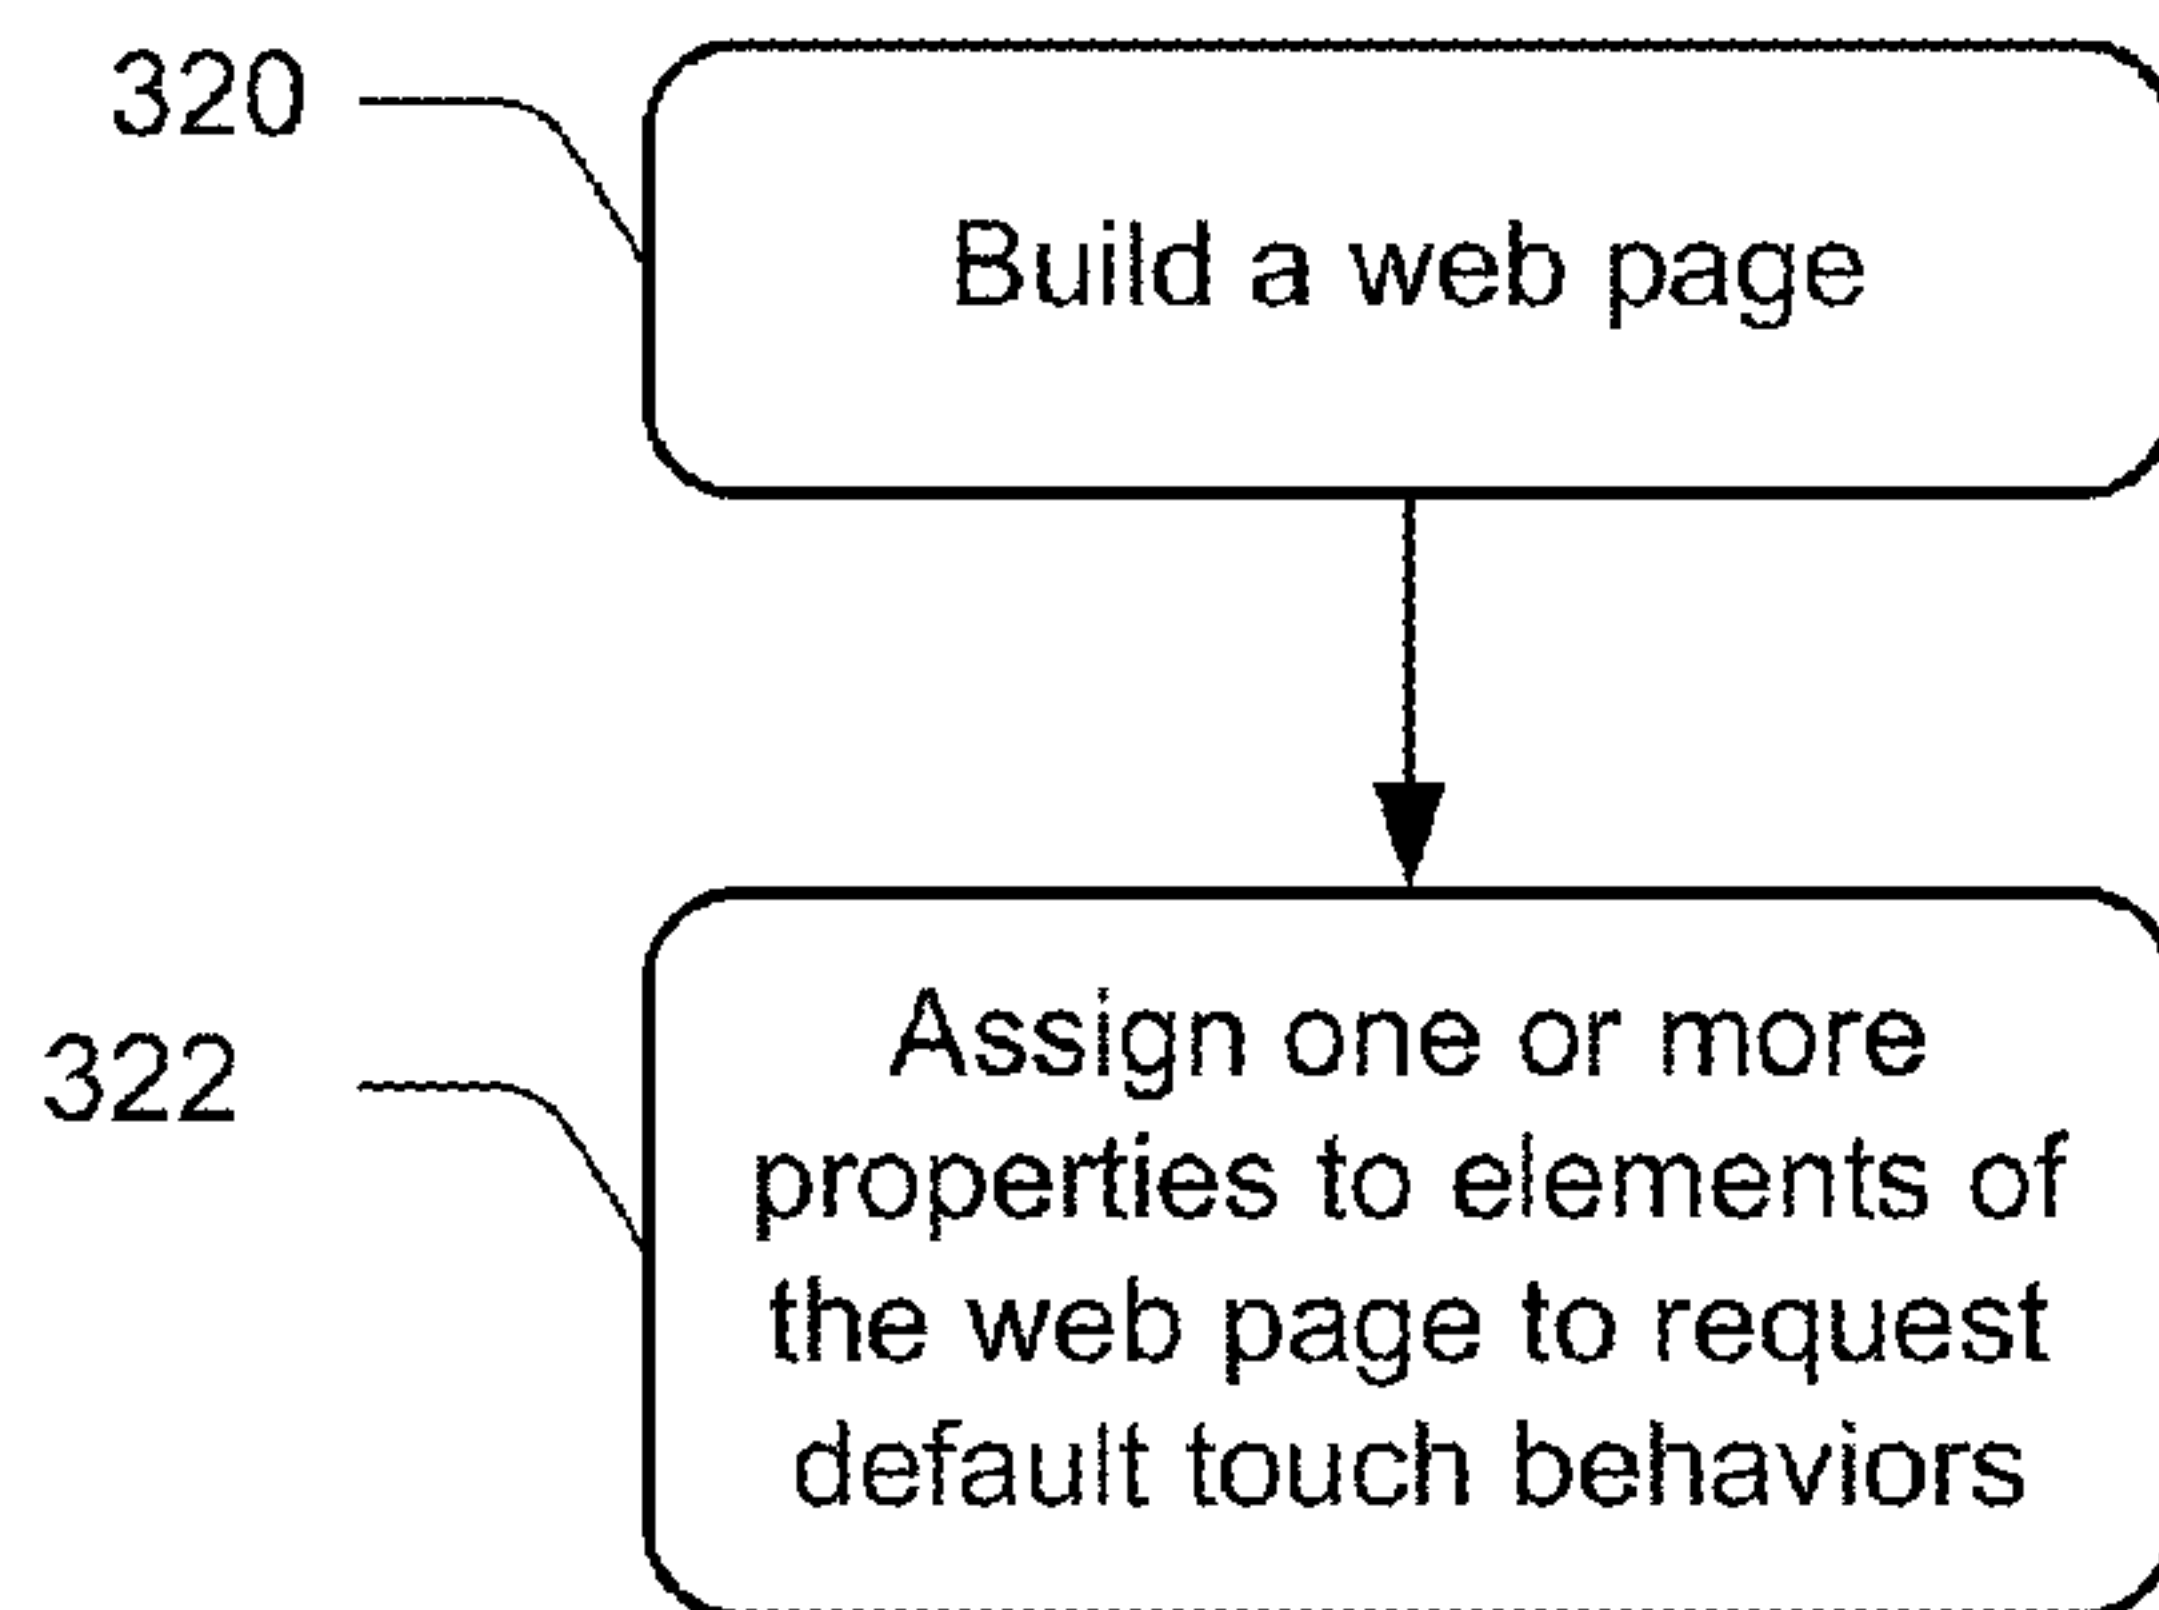 320
Build a web page
322
Assign one or more
properties to elements of
the web page to request
default touch behaviors